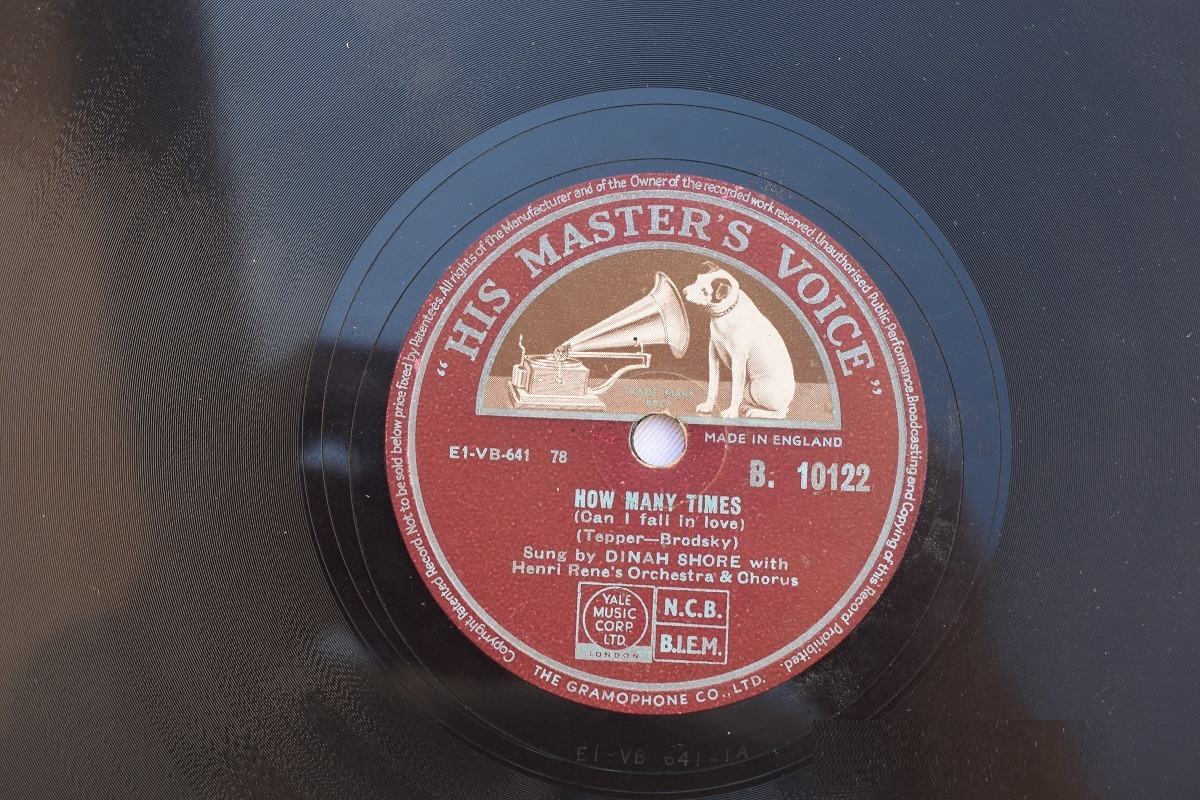 Copyright Patented Record. Not to be sold below price fixed by Patentees. All rights of the Manufacturer and of the Owner of the recorded work reserved. Unauthorised Public Performance, Broadcasting and Copying of this Record Prohibited.
"HIS MASTER'S VOICE"
TRADE MARK
MADE IN ENGLAND
E1-VB-641 78
B. 10122
HOW MANY TIMES
(Can I fall in love)
(Tepper—Brodsky)
Sung by DINAH SHORE with
Henri Rene's Orchestra & Chorus
YALE
MUSIC
CORP
LTD.
LONDON
N.C.B.
B.I.E.M.
THE GRAMOPHONE CO., LTD.
E1-VB 641-1A